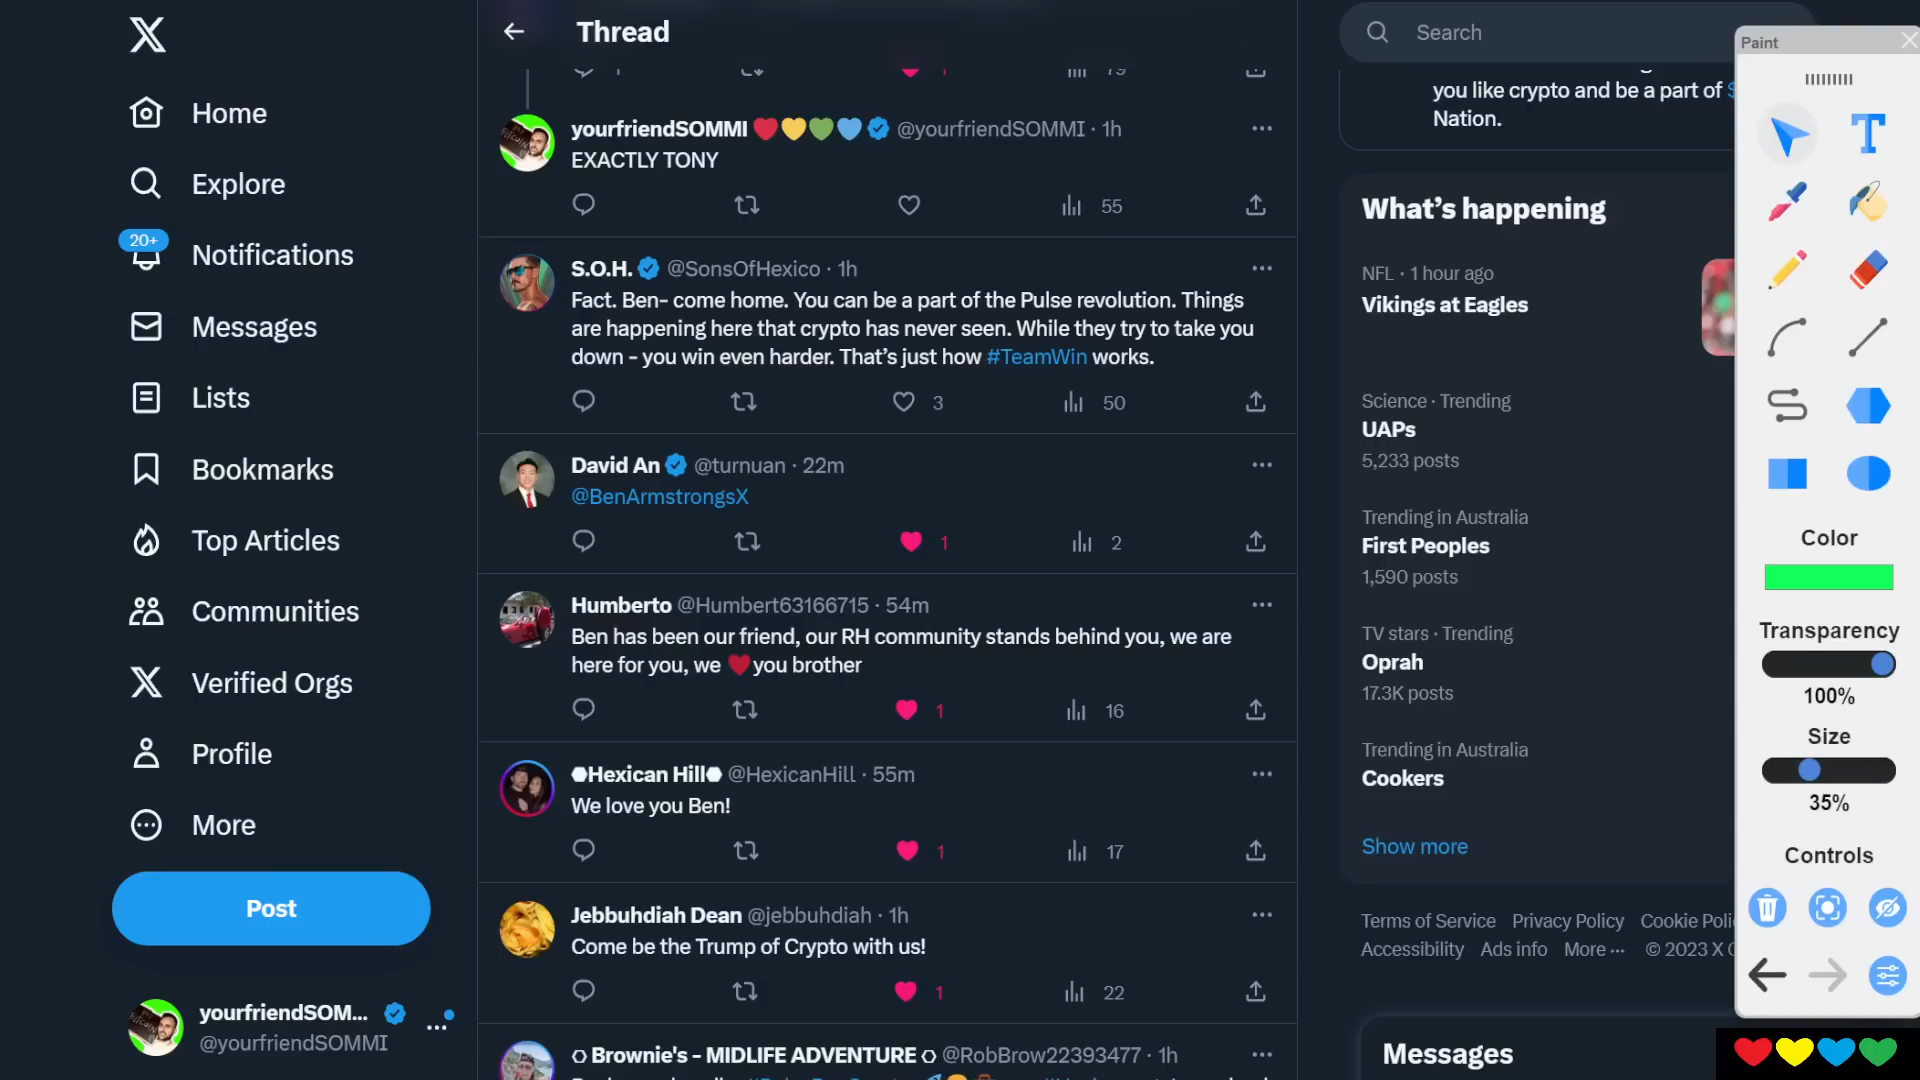 Home
Explore
20+
Notifications
Messages
Lists
Bookmarks
Top Articles
Communities
Verified Orgs
Profile
More
Post
yourfriendSOM...
@yourfriendSOMMI
Thread
yourfriendSOMMI @yourfriendSOMMI · 1h
EXACTLY TONY
55
S.O.H. @SonsOfHexico · 1h
Fact. Ben- come home. You can be a part of the Pulse revolution. Things
are happening here that crypto has never seen. While they try to take you
down - you win even harder. That's just how #TeamWin works.
3 50
David An @turnuan · 22m
@BenArmstrongsX
1 2
Humberto @Humbert63166715 · 54m
Ben has been our friend, our RH community stands behind you, we are
here for you, we ❤️ you brother
1 16
Hexican Hill @HexicanHill · 55m
We love you Ben!
1 17
Jebbuhdiah Dean @jebbuhdiah · 1h
Come be the Trump of Crypto with us!
1 22
Brownie's - MIDLIFE ADVENTURE @RobBrow22393477 · 1h
Search
you like crypto and be a part of
Nation.
What's happening
NFL · 1 hour ago
Vikings at Eagles
Science · Trending
UAPs
5,233 posts
Trending in Australia
First Peoples
1,590 posts
TV stars · Trending
Oprah
17.3K posts
Trending in Australia
Cookers
Show more
Terms of Service Privacy Policy Cookie
Accessibility Ads info More ··· © 2023 X
Messages
Paint
Color
Transparency
100%
Size
35%
Controls